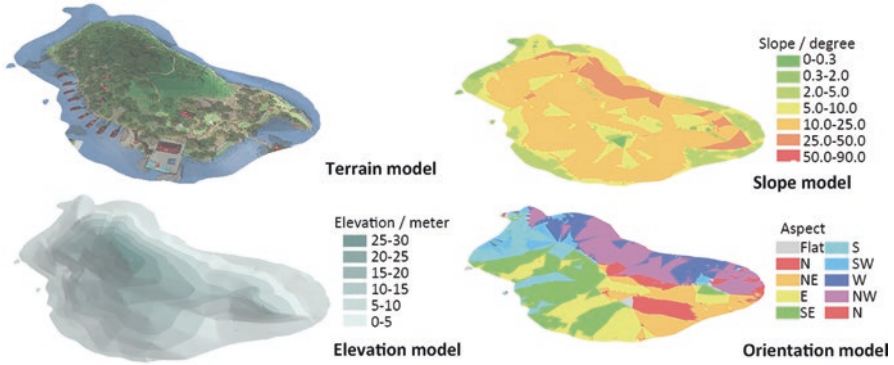 Terrain model
Slope / degree
0-0.3
0.3-2.0
2.0-5.0
5.0-10.0
10.0-25.0
25.0-50.0
50.0-90.0
Slope model
Elevation / meter
25-30
20-25
15-20
10-15
5-10
0-5
Elevation model
Aspect
Flat S
N SW
NE W
E NW
SE N
Orientation model